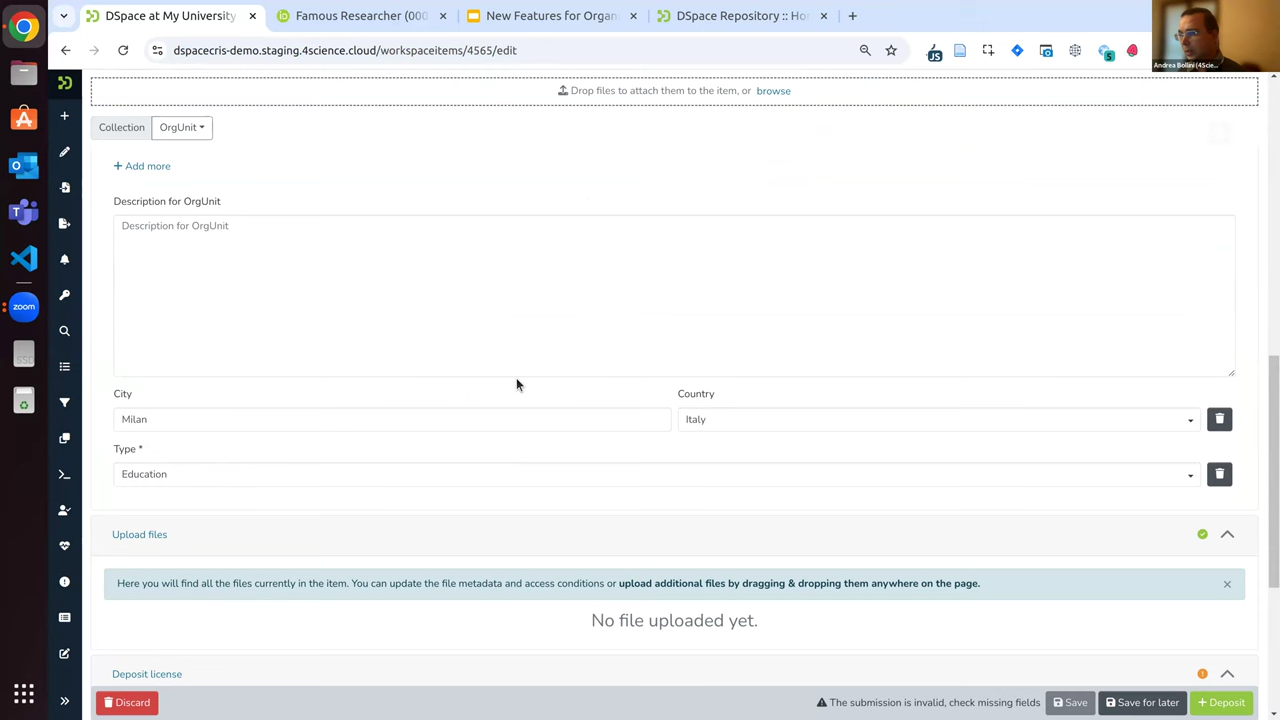 DSpace at My University
Famous Researcher (000
New Features for Organ
DSpace Repository :: Hom
dspacecris-demo.staging.4science.cloud/workspaceitems/4565/edit
JS
5
Andrea Bollini (4Scie...
Drop files to attach them to the item, or browse
Collection OrgUnit
+ Add more
Description for OrgUnit
Description for OrgUnit
City
Country
Milan
Italy
Type *
Education
Upload files
Here you will find all the files currently in the item. You can update the file metadata and access conditions or upload additional files by dragging & dropping them anywhere on the page.
No file uploaded yet.
Deposit license
Discard
The submission is invalid, check missing fields
Save
Save for later
+ Deposit
zoom
SSD